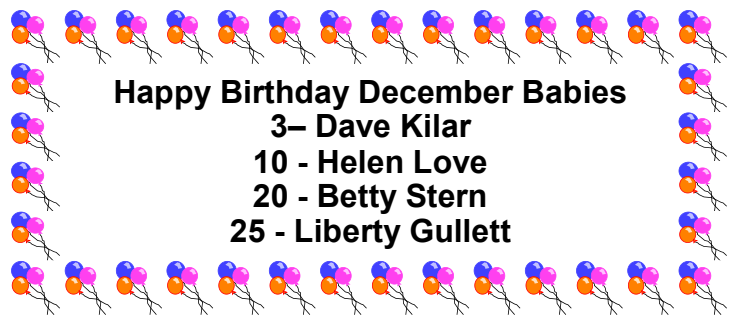 Happy Birthday December Babies
3– Dave Kilar
10 - Helen Love
20 - Betty Stern
25 - Liberty Gullett